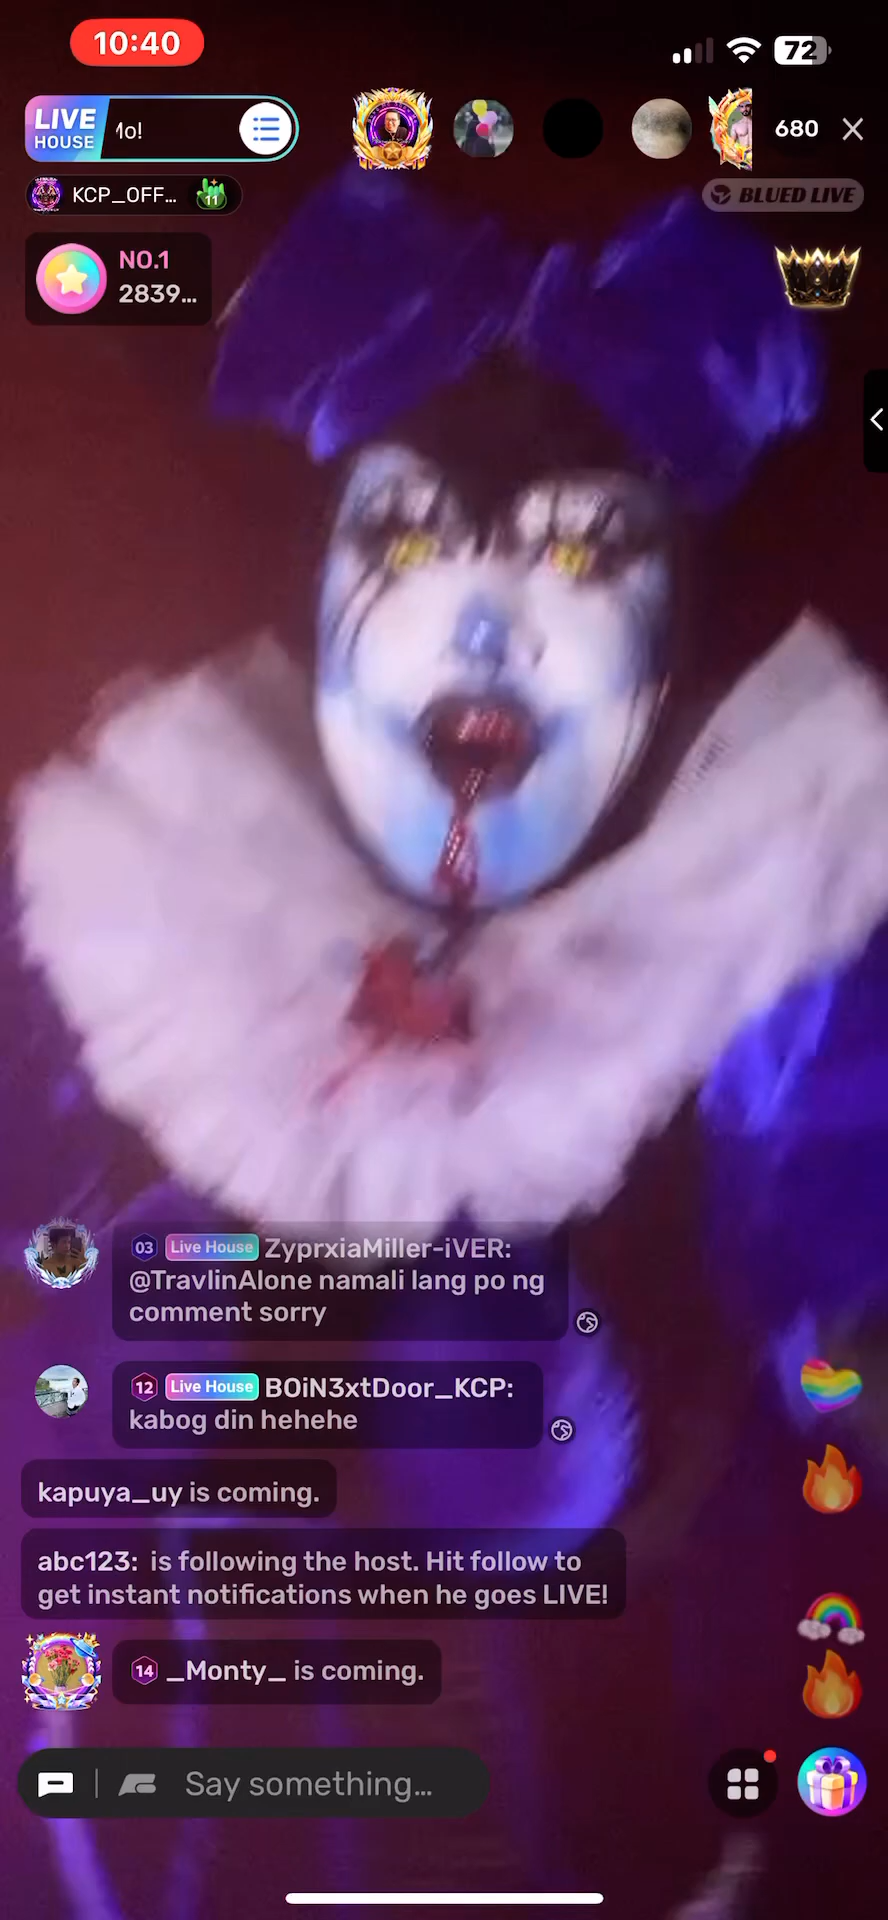 10:40
72
LIVE
HOUSE
Mo!
680
KCP_OFF...
11
BLUED LIVE
NO.1
2839...
03 Live House ZyprxiaMiller-iVER:
@TravlinAlone namali lang po ng
comment sorry
12 Live House BOiN3xtDoor_KCP:
kabog din hehehe
kapuya_uy is coming.
abc123: is following the host. Hit follow to
get instant notifications when he goes LIVE!
14 _Monty_ is coming.
Say something...